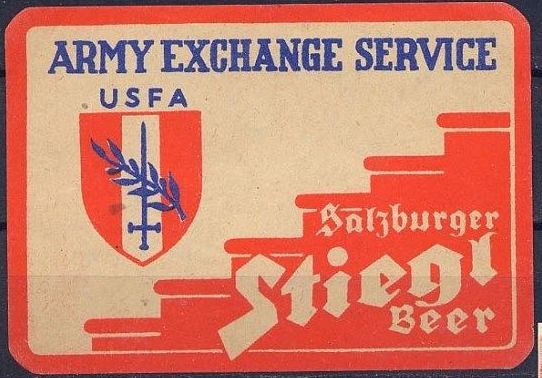 ARMY EXCHANGE SERVICE
USFA
Salzburger
Stiegl
Beer